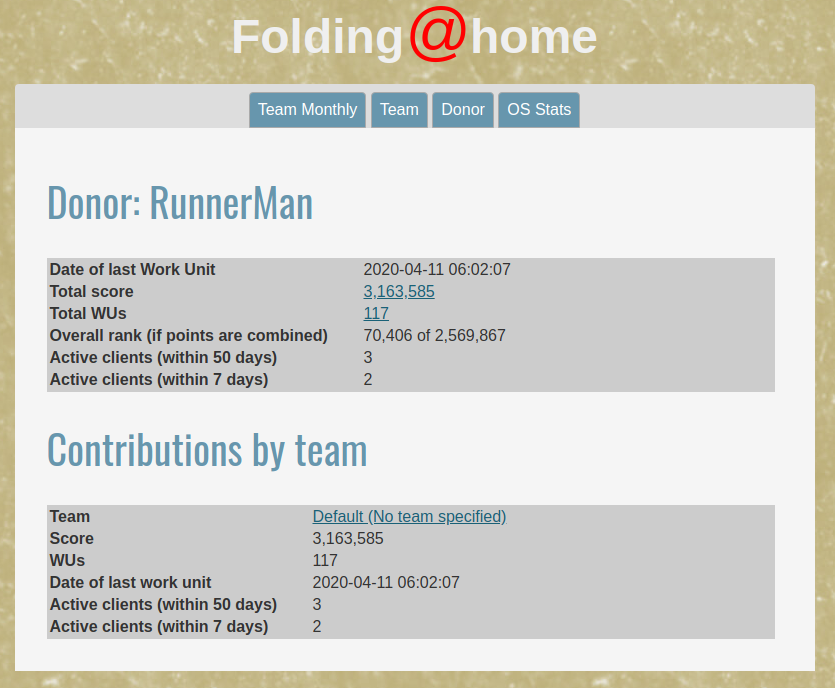 Folding@home
Team Monthly Team Donor OS Stats
Donor: RunnerMan
Date of last Work Unit 2020-04-11 06:02:07
Total score 3,163,585
Total WUs 117
Overall rank (if points are combined) 70,406 of 2,569,867
Active clients (within 50 days) 3
Active clients (within 7 days) 2
Contributions by team
Team Default (No team specified)
Score 3,163,585
WUs 117
Date of last work unit 2020-04-11 06:02:07
Active clients (within 50 days) 3
Active clients (within 7 days) 2